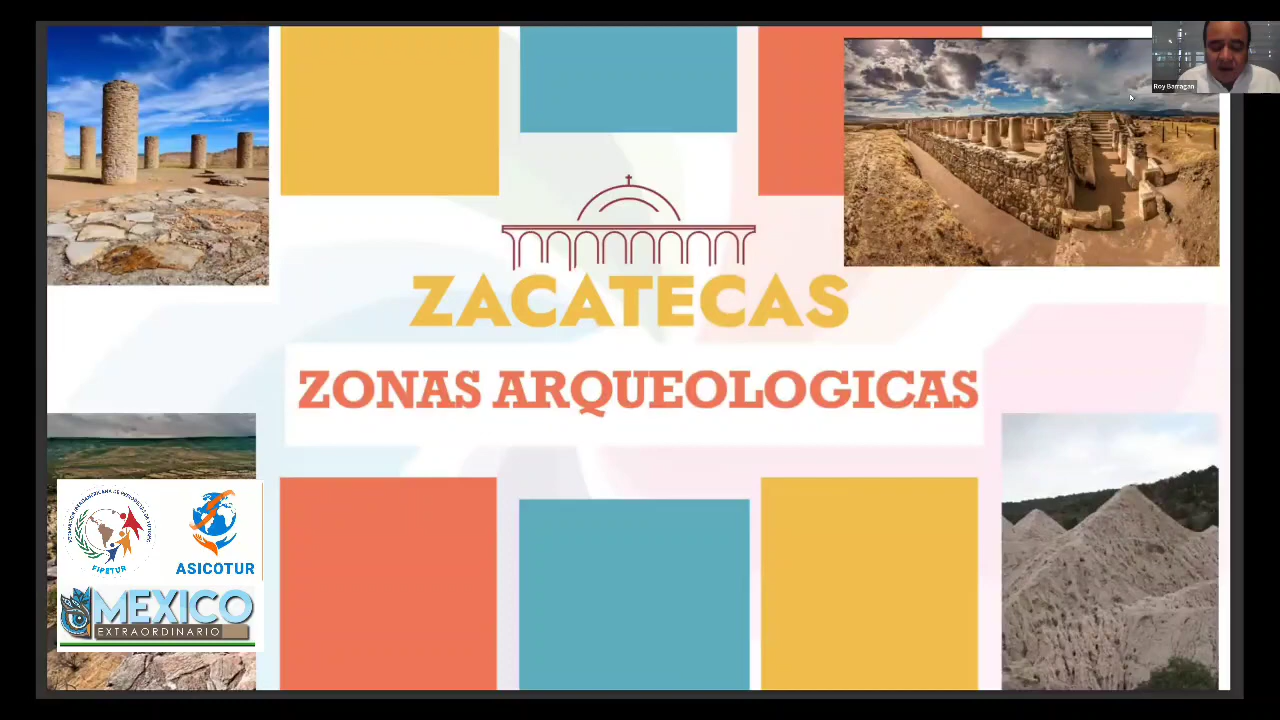 Roy Barragan
ZACATECAS
ZONAS ARQUEOLOGICAS
FIPETUR
ASICOTUR
MEXICO
EXTRAORDINARIO